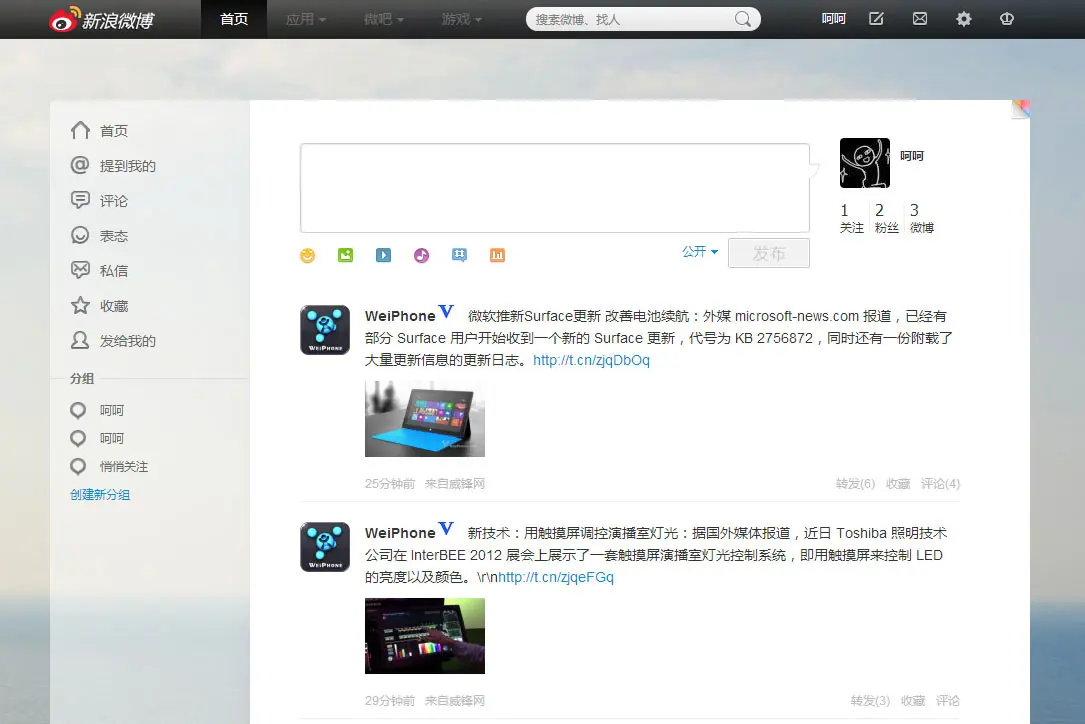 新浪微博
首页
应用
微吧
游戏
搜索微博、找人
呵呵
首页
@ 提到我的
评论
表态
私信
收藏
发给我的
分组
呵呵
呵呵
悄悄关注
创建新分组
公开
发布
呵呵
1 2 3
关注 粉丝 微博
WeiPhone V 微软推新Surface更新 改善电池续航：外媒 microsoft-news.com 报道，已经有
部分 Surface 用户开始收到一个新的 Surface 更新，代号为 KB 2756872，同时还有一份附载了
大量更新信息的更新日志。http://t.cn/zjqDbOq
WEIPHONE
25分钟前 来自威锋网
转发(6) 收藏 评论(4)
WeiPhone V 新技术：用触摸屏调控演播室灯光：据国外媒体报道，近日 Toshiba 照明技术
公司在 InterBEE 2012 展会上展示了一套触摸屏演播室灯光控制系统，即用触摸屏来控制 LED
的亮度以及颜色。\r\nhttp://t.cn/zjqeFGq
WEIPHONE
29分钟前 来自威锋网
转发(3) 收藏 评论